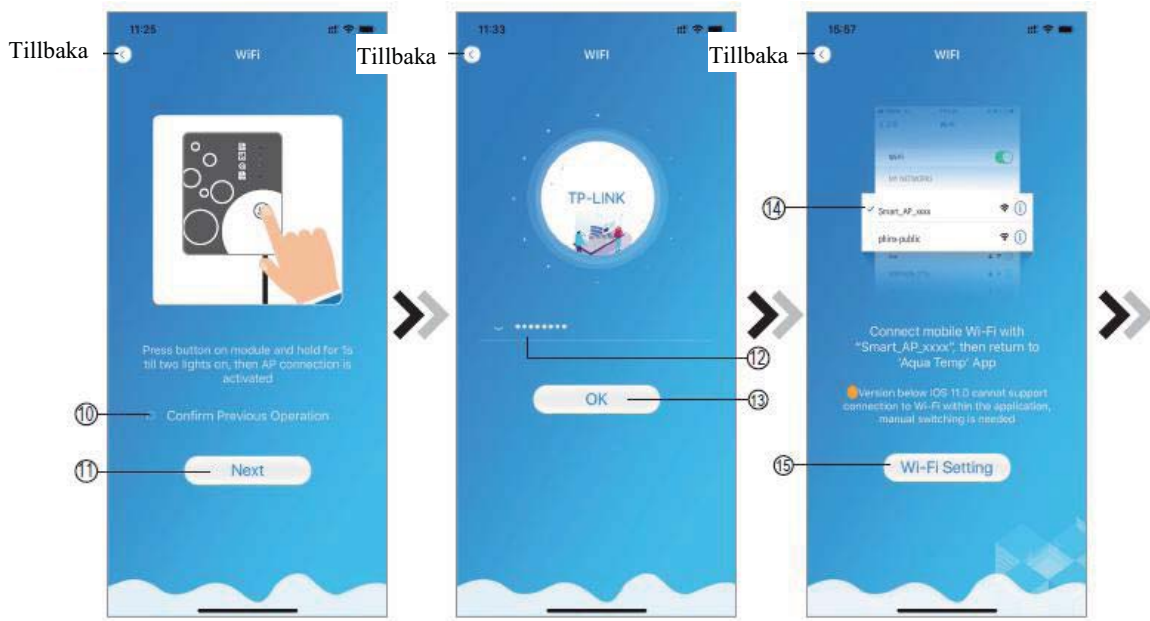 Tillbaka
11:25
WiFi
Press button on module and hold for 1s
till two lights on, then AP connection is
activated
⑩
Confirm Previous Operation
⑪
Next
Tillbaka
11:33
WIFI
TP-LINK
••••••••
⑫
OK
⑬
Tillbaka
15:57
WIFI
WiFi
MY NETWORKS
⑭
Smart_AP_xxxx
Connect mobile Wi-Fi with
"Smart_AP_xxxx", then return to
'Aqua Temp' App
Version below iOS 11.0 cannot support
connection to Wi-Fi within the application,
manual switching is needed
⑮
Wi-Fi Setting